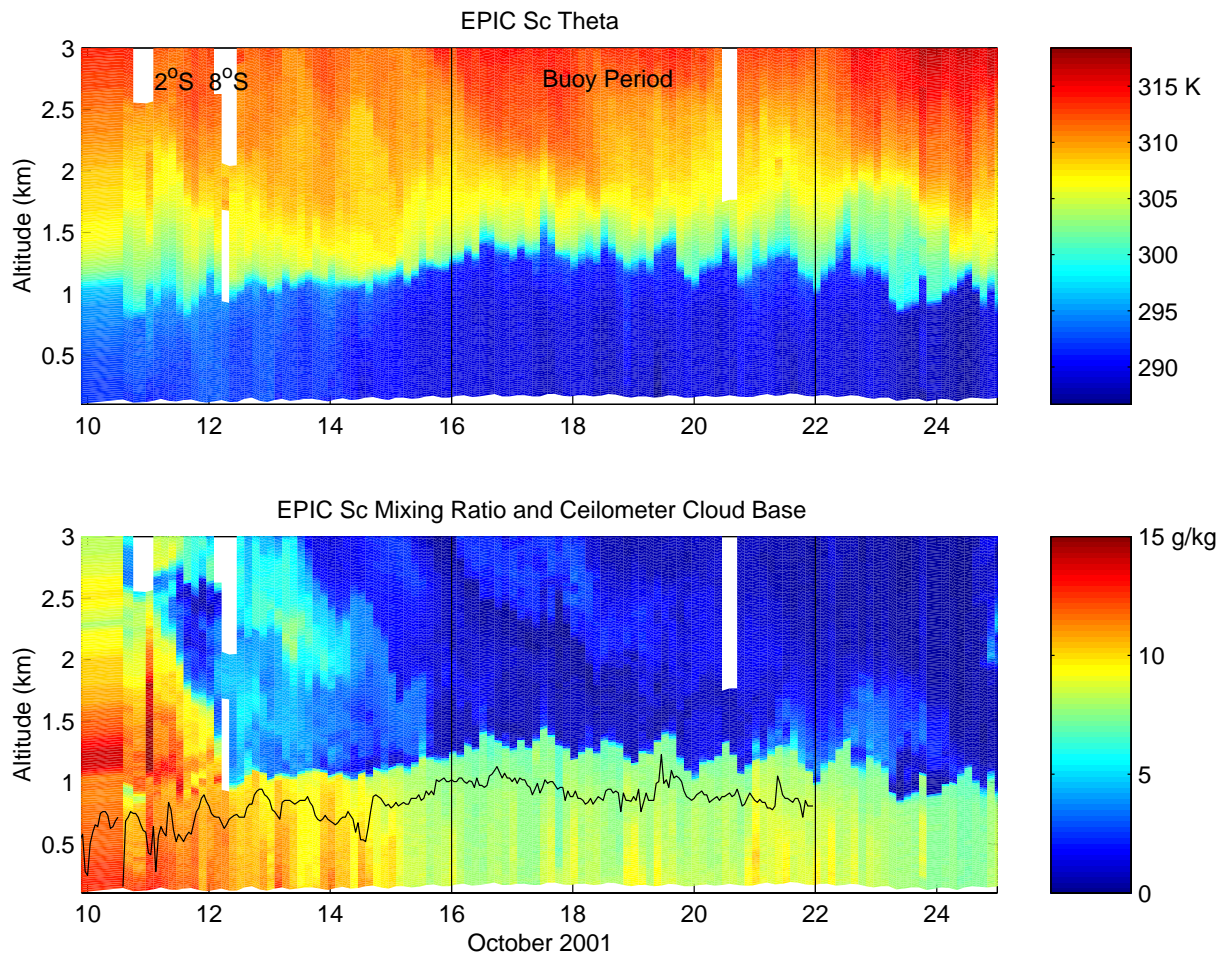 EPIC Sc Theta
3
2.5
2
1.5
1
0.5
Altitude (km)
2°S 8°S
Buoy Period
10 12 14 16 18 20 22 24
315 K
310
305
300
295
290
EPIC Sc Mixing Ratio and Ceilometer Cloud Base
3
2.5
2
1.5
1
0.5
Altitude (km)
10 12 14 16 18 20 22 24
October 2001
15 g/kg
10
5
0